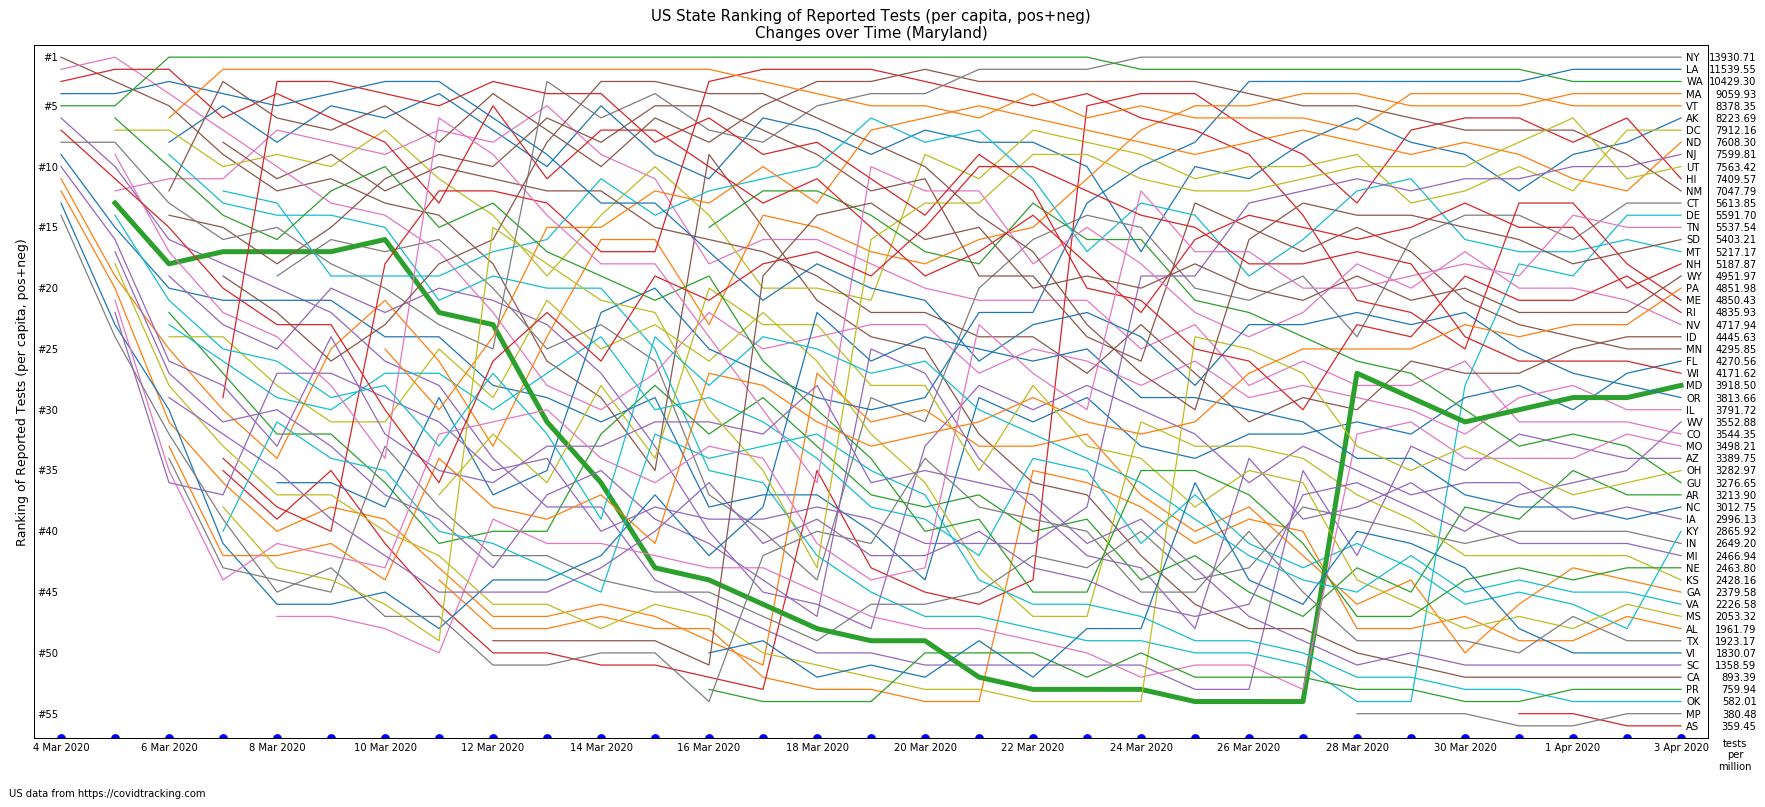 US State Ranking of Reported Tests (per capita, pos+neg)
Changes over Time (Maryland)
Ranking of Reported Tests (per capita, pos+neg)
#1
#5
#10
#15
#20
#25
#30
#35
#40
#45
#50
#55
NY 13930.71
LA 11539.55
WA 10429.30
MA 9059.93
VT 8378.35
AK 8223.69
DC 7912.16
ND 7608.30
NJ 7599.81
UT 7563.42
HI 7409.57
NM 7047.79
CT 5613.85
DE 5591.70
TN 5537.54
SD 5403.21
MT 5217.17
NH 5187.87
WY 4951.97
PA 4851.98
ME 4850.43
RI 4835.93
NV 4717.94
ID 4445.63
MN 4295.85
FL 4270.56
WI 4171.62
MD 3918.50
OR 3813.66
IL 3791.72
WV 3552.88
CO 3544.35
MO 3498.21
AZ 3389.75
OH 3282.97
GU 3276.65
AR 3213.90
NC 3012.75
IA 2996.13
KY 2865.92
IN 2649.20
MI 2466.94
NE 2463.80
KS 2428.16
GA 2379.58
VA 2226.58
MS 2053.32
AL 1961.79
TX 1923.17
VI 1830.07
SC 1358.59
CA 893.39
PR 759.94
OK 582.01
MP 380.48
AS 359.45
4 Mar 2020 6 Mar 2020 8 Mar 2020 10 Mar 2020 12 Mar 2020 14 Mar 2020 16 Mar 2020 18 Mar 2020 20 Mar 2020 22 Mar 2020 24 Mar 2020 26 Mar 2020 28 Mar 2020 30 Mar 2020 1 Apr 2020 3 Apr 2020
tests
per
million
US data from https://covidtracking.com